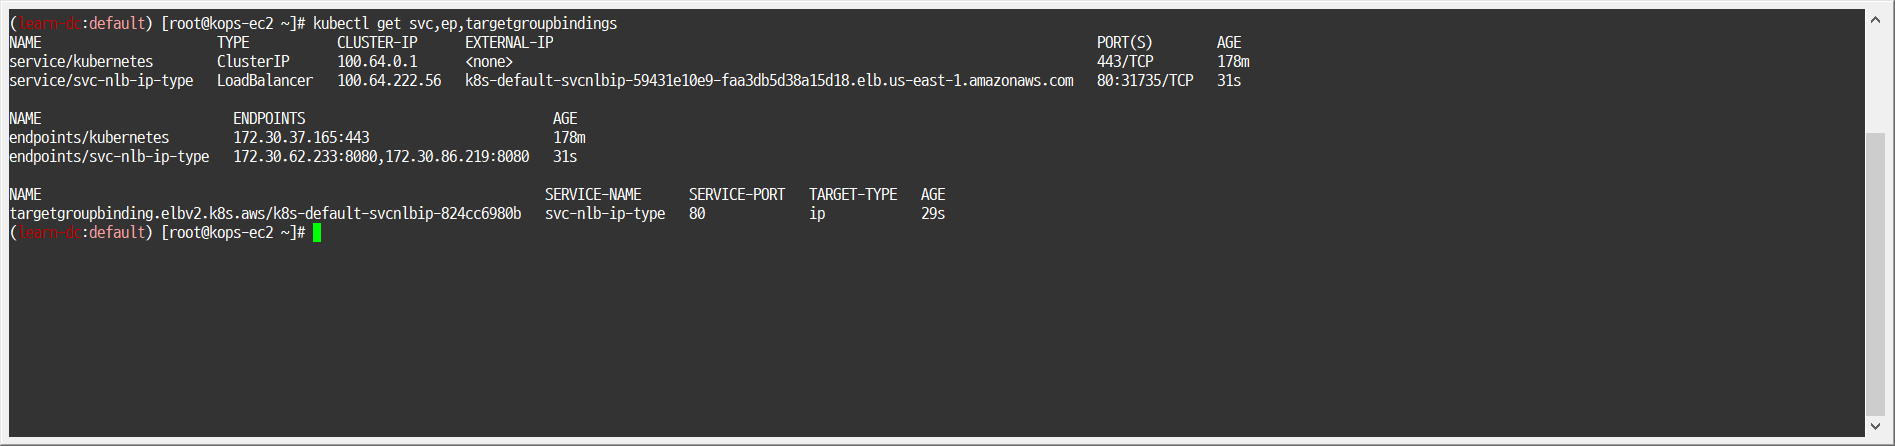 (learn-dc:default) [root@kops-ec2 ~]# kubectl get svc,ep,targetgroupbindings
NAME TYPE CLUSTER-IP EXTERNAL-IP PORT(S) AGE
service/kubernetes ClusterIP 100.64.0.1 <none> 443/TCP 178m
service/svc-nlb-ip-type LoadBalancer 100.64.222.56 k8s-default-svcnlbip-59431e10e9-faa3db5d38a15d18.elb.us-east-1.amazonaws.com 80:31735/TCP 31s
NAME ENDPOINTS AGE
endpoints/kubernetes 172.30.37.165:443 178m
endpoints/svc-nlb-ip-type 172.30.62.233:8080,172.30.86.219:8080 31s
NAME SERVICE-NAME SERVICE-PORT TARGET-TYPE AGE
targetgroupbinding.elbv2.k8s.aws/k8s-default-svcnlbip-824cc6980b svc-nlb-ip-type 80 ip 29s
(learn-dc:default) [root@kops-ec2 ~]#